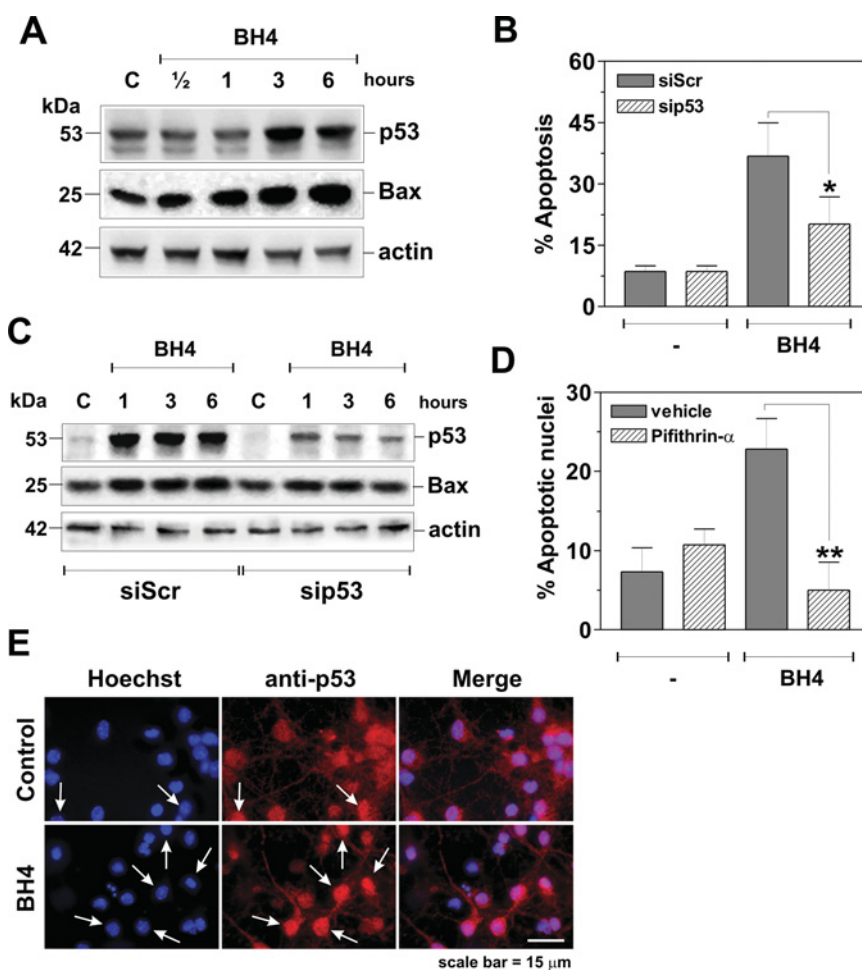 A
BH4
C ½ 1 3 6 hours
kDa
53 p53
25 Bax
42 actin
B
60
45
30
15
0
% Apoptosis
siScr
sip53
*
- BH4
C
BH4 BH4
kDa C 1 3 6 C 1 3 6 hours
53 p53
25 Bax
42 actin
siScr sip53
D
30
20
10
0
% Apoptotic nuclei
vehicle
Pifithrin-α
**
- BH4
E
Hoechst anti-p53 Merge
Control
BH4
scale bar = 15 μm